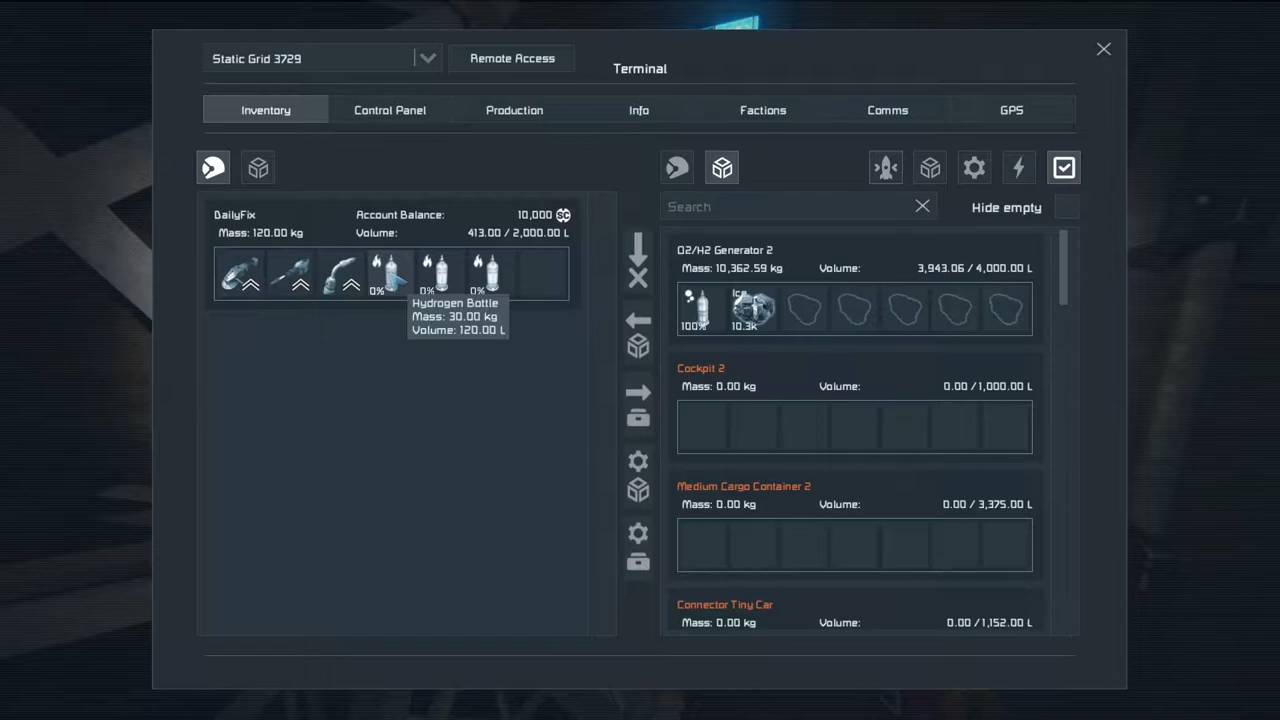 Static Grid 3729
Remote Access
Terminal
Inventory
Control Panel
Production
Info
Factions
Comms
GPS
DailyFix
Account Balance:
10,000 SC
Mass: 120.00 kg
Volume:
413.00 / 2,000.00 L
0%
0%
0%
Hydrogen Bottle
Mass: 30.00 kg
Volume: 120.00 L
Search
Hide empty
O2/H2 Generator 2
Mass: 10,362.59 kg
Volume:
3,943.06 / 4,000.00 L
100%
Ice
10.3k
Cockpit 2
Mass: 0.00 kg
Volume:
0.00 / 1,000.00 L
Medium Cargo Container 2
Mass: 0.00 kg
Volume:
0.00 / 3,375.00 L
Connector Tiny Car
Mass: 0.00 kg
Volume:
0.00 / 1,152.00 L